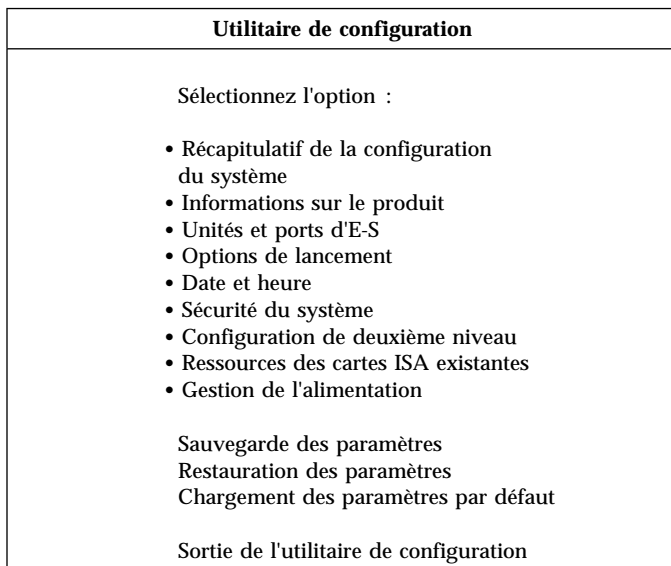 Utilitaire de configuration
Sélectionnez l'option :
• Récapitulatif de la configuration
du système
• Informations sur le produit
• Unités et ports d'E-S
• Options de lancement
• Date et heure
• Sécurité du système
• Configuration de deuxième niveau
• Ressources des cartes ISA existantes
• Gestion de l'alimentation
Sauvegarde des paramètres
Restauration des paramètres
Chargement des paramètres par défaut
Sortie de l'utilitaire de configuration